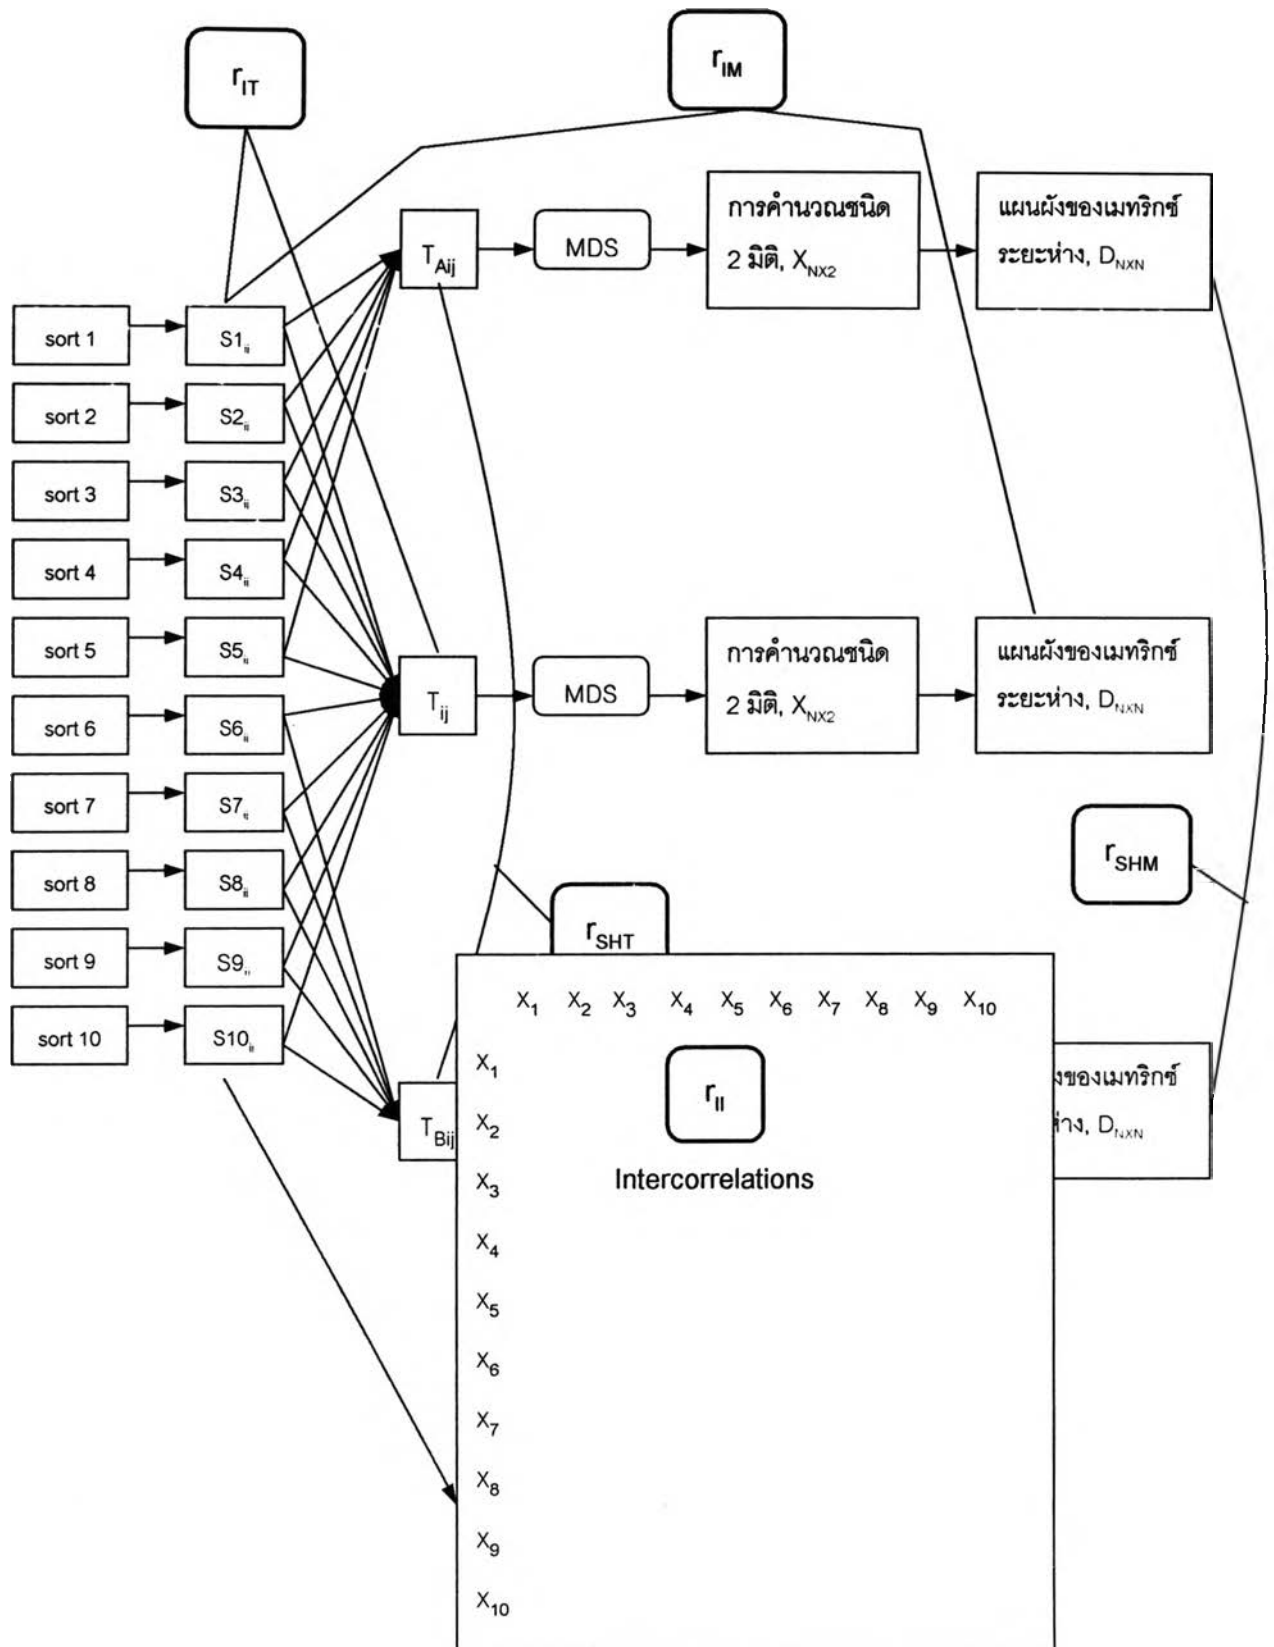 r_IT
r_IM
การคำนวณชนิด
2 มิติ, X_NX2
แผนผังของเมทริกซ์
ระยะห่าง, D_NXN
T_Aij
MDS
sort 1
S1_ij
sort 2
S2_ij
sort 3
S3_ij
sort 4
S4_ij
sort 5
S5_ij
การคำนวณชนิด
2 มิติ, X_NX2
แผนผังของเมทริกซ์
ระยะห่าง, D_NXN
T_ij
MDS
sort 6
S6_ij
sort 7
S7_ij
sort 8
S8_ij
r_SHM
sort 9
S9_ij
r_SHT
sort 10
S10_ij
X_1 X_2 X_3 X_4 X_5 X_6 X_7 X_8 X_9 X_10
X_1
r_II
งของเมทริกซ์
ห่าง, D_NXN
T_Bij
X_2
X_3
Intercorrelations
X_4
X_5
X_6
X_7
X_8
X_9
X_10